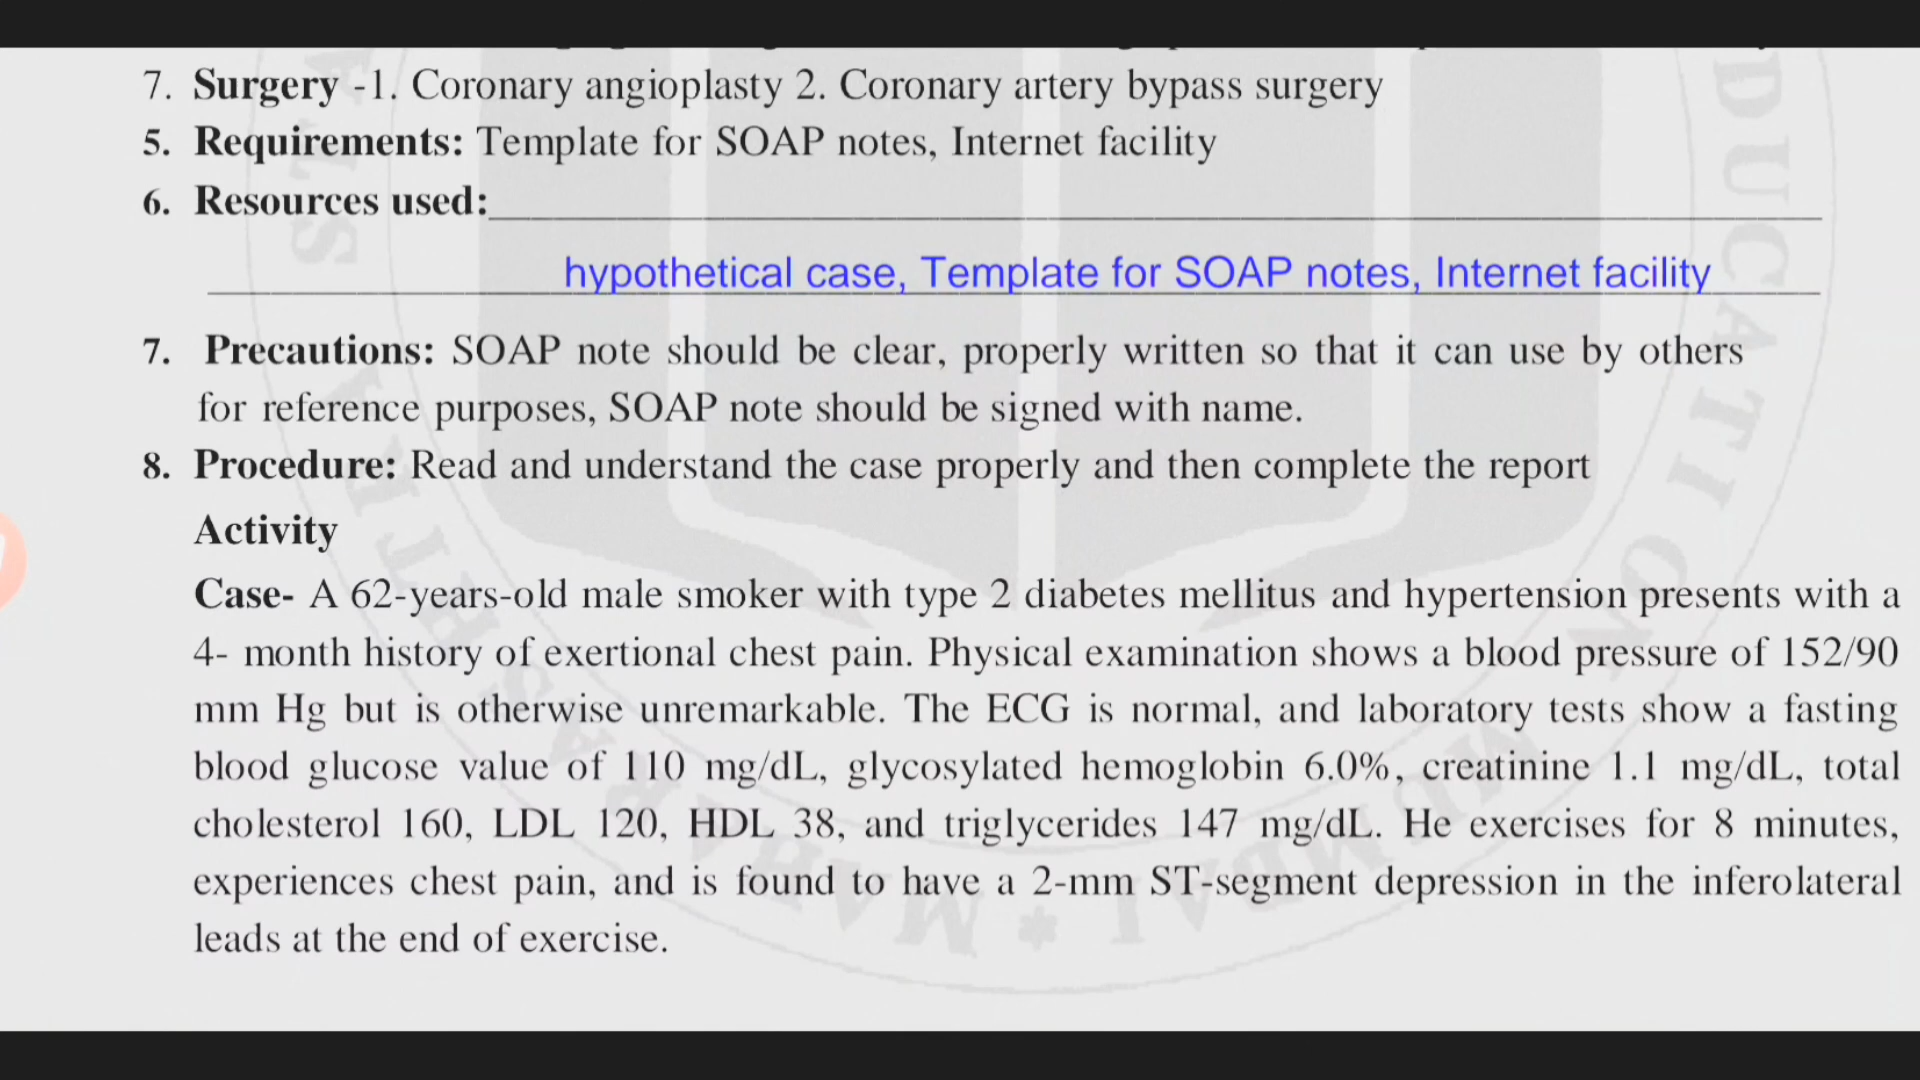 7. Surgery -1. Coronary angioplasty 2. Coronary artery bypass surgery
5. Requirements: Template for SOAP notes, Internet facility
6. Resources used:
hypothetical case, Template for SOAP notes, Internet facility
7. Precautions: SOAP note should be clear, properly written so that it can use by others
for reference purposes, SOAP note should be signed with name.
8. Procedure: Read and understand the case properly and then complete the report
Activity
Case- A 62-years-old male smoker with type 2 diabetes mellitus and hypertension presents with a
4- month history of exertional chest pain. Physical examination shows a blood pressure of 152/90
mm Hg but is otherwise unremarkable. The ECG is normal, and laboratory tests show a fasting
blood glucose value of 110 mg/dL, glycosylated hemoglobin 6.0%, creatinine 1.1 mg/dL, total
cholesterol 160, LDL 120, HDL 38, and triglycerides 147 mg/dL. He exercises for 8 minutes,
experiences chest pain, and is found to have a 2-mm ST-segment depression in the inferolateral
leads at the end of exercise.